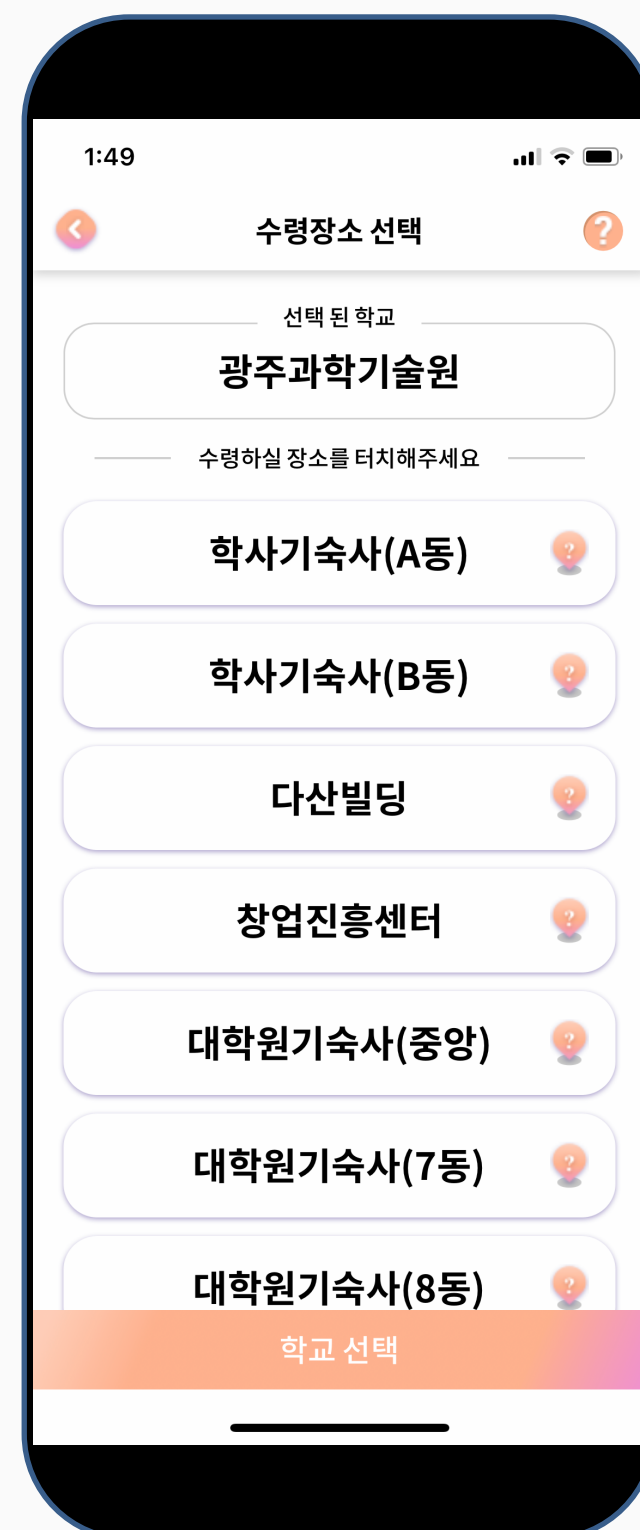 1:49
수령장소 선택
?
선택 된 학교
광주과학기술원
수령하실 장소를 터치해주세요
학사기숙사(A동)
?
학사기숙사(B동)
?
다산빌딩
?
창업진흥센터
?
대학원기숙사(중앙)
?
대학원기숙사(7동)
?
대학원기숙사(8동)
?
학교 선택